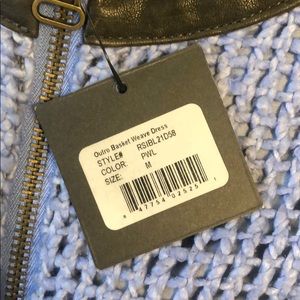 Outro Basket Weave Dress
STYLE# RSIBL21D58
COLOR: PWL
SIZE: M
8 47754 02525 1